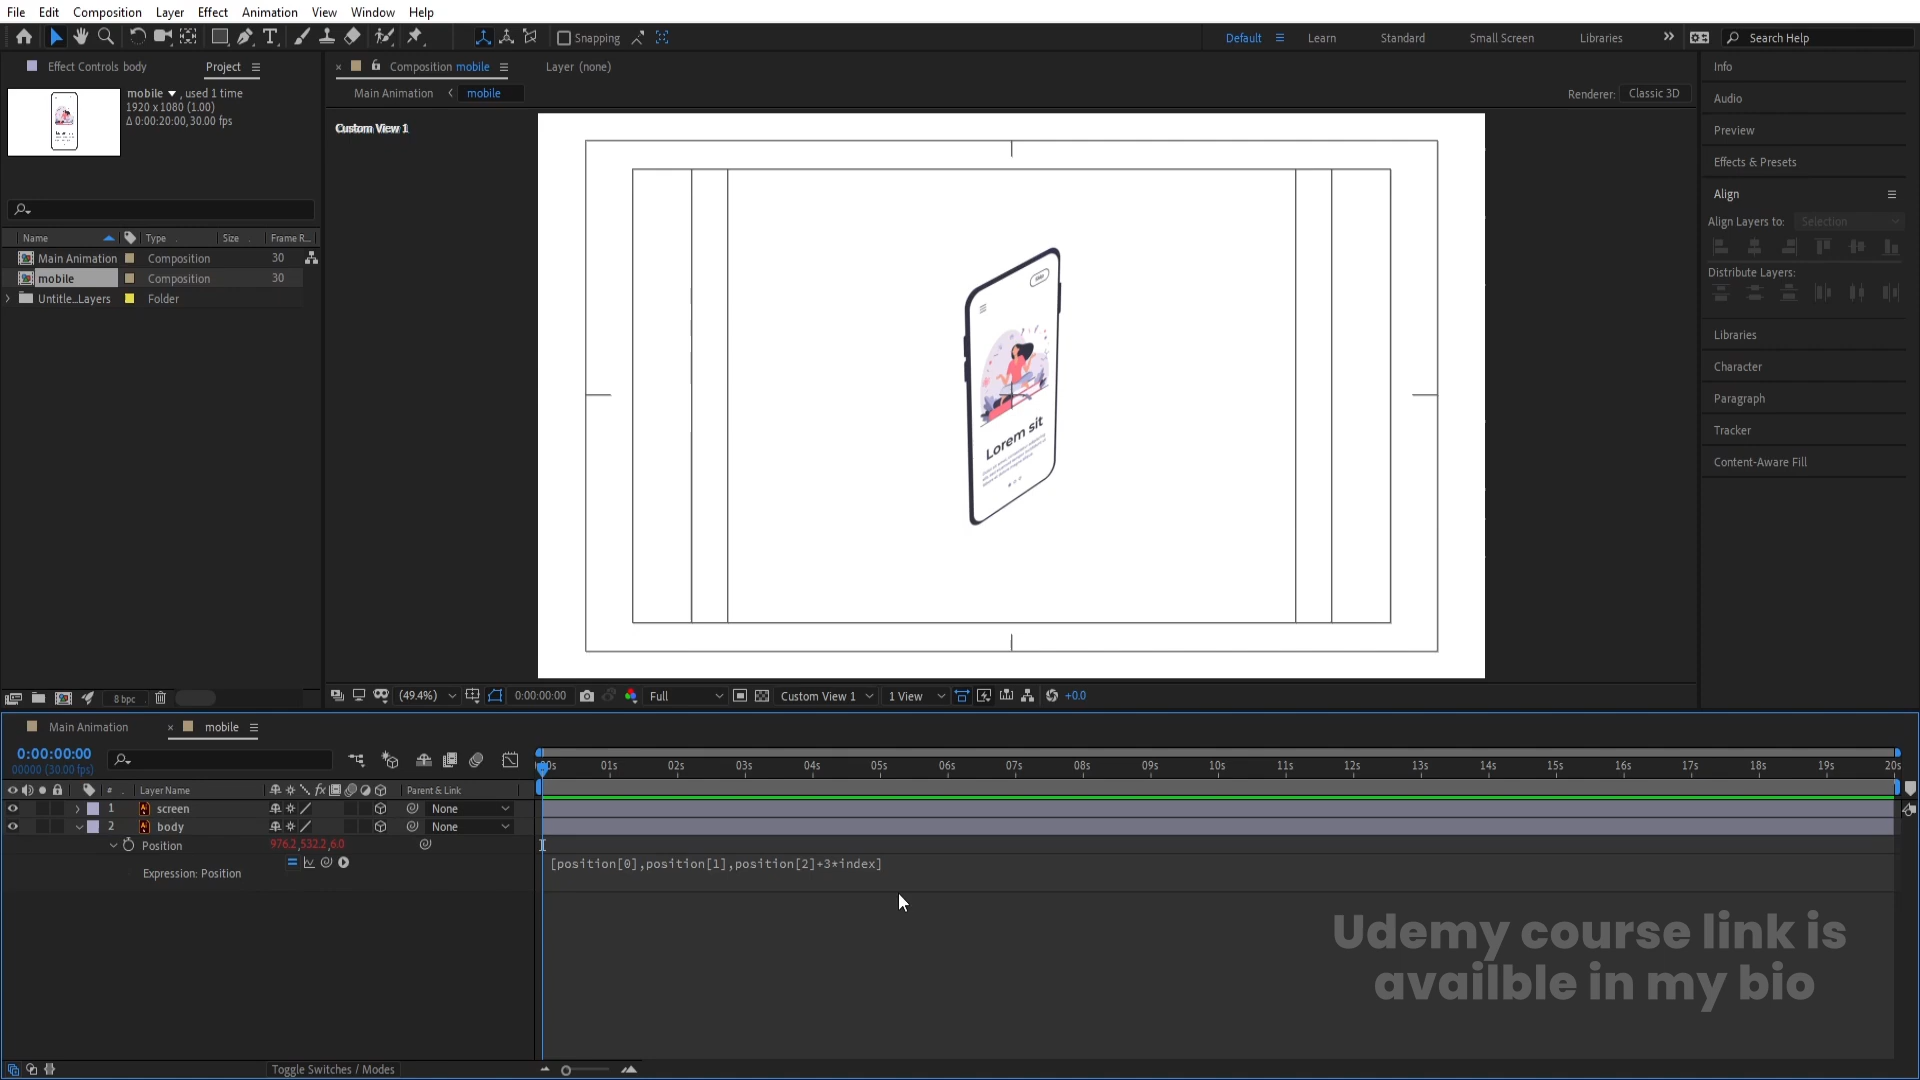 File Edit Composition Layer Effect Animation View Window Help
Snapping Default Learn Standard Small Screen Libraries Search Help
Effect Controls body Project
mobile , used 1 time
1920 x 1080 (1.00)
Δ 0:00:20:00, 30.00 fps
Name Type Size Frame R...
Main Animation Composition 30
mobile Composition 30
Untitle...Layers Folder
8 bpc
Composition mobile Layer (none)
Main Animation mobile Renderer: Classic 3D
Custom View 1
Lorem sit
(49.4%) 0:00:00:00 Full Custom View 1 1 View +0.0
Info
Audio
Preview
Effects & Presets
Align
Align Layers to: Selection
Distribute Layers:
Libraries
Character
Paragraph
Tracker
Content-Aware Fill
Main Animation mobile
0:00:00:00
00000 (30.00 fps)
01s 02s 03s 04s 05s 06s 07s 08s 09s 10s 11s 12s 13s 14s 15s 16s 17s 18s 19s 20s
# Layer Name Parent & Link
1 screen None
2 body None
Position 976.2,532.2,6.0
Expression: Position
[position[0],position[1],position[2]+3*index]
Udemy course link is
availble in my bio
Toggle Switches / Modes